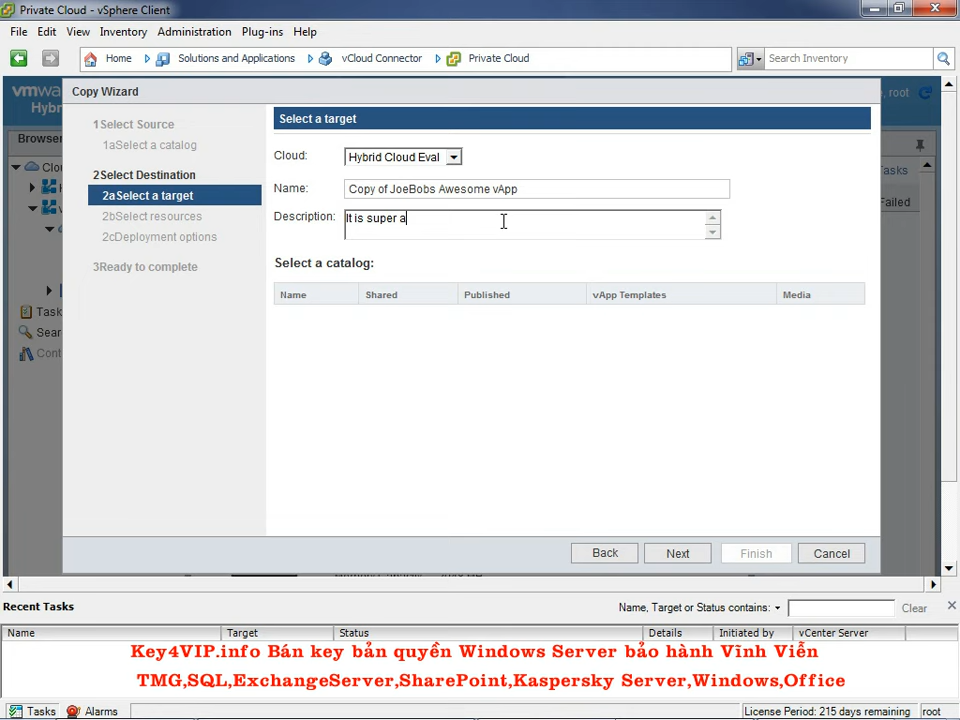 Private Cloud - vSphere Client
File Edit View Inventory Administration Plug-ins Help
Home Solutions and Applications vCloud Connector Private Cloud Search Inventory
Copy Wizard
vmwa , root
Hybr
Browser
Clo
Tasks
Failed
Task
Sear
Cont
1Select Source
1aSelect a catalog
2Select Destination
2aSelect a target
2bSelect resources
2cDeployment options
3Ready to complete
Select a target
Cloud: Hybrid Cloud Eval
Name: Copy of JoeBobs Awesome vApp
Description: It is super a
Select a catalog:
Name Shared Published vApp Templates Media
Back Next Finish Cancel
Recent Tasks Name, Target or Status contains: Clear
Name Target Status Details Initiated by vCenter Server
Key4VIP.info Bán key bản quyền Windows Server bảo hành Vĩnh Viễn
TMG,SQL,ExchangeServer,SharePoint,Kaspersky Server,Windows,Office
Tasks Alarms License Period: 215 days remaining root